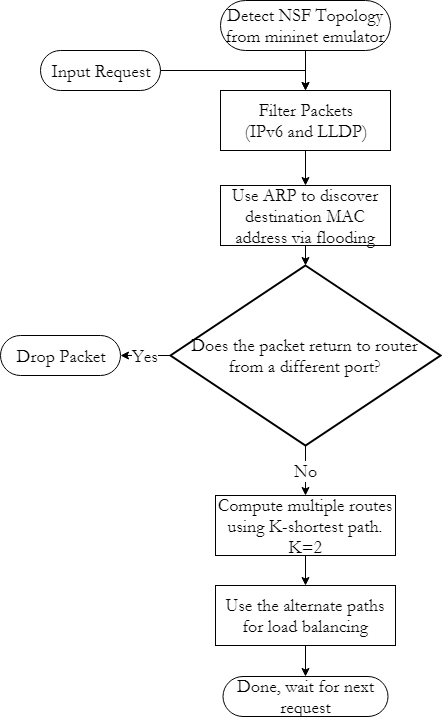 Detect NSF Topology
from mininet emulator
Input Request
Filter Packets
(IPv6 and LLDP)
Use ARP to discover
destination MAC
address via flooding
Does the packet return to router
from a different port?
Drop Packet
Yes
No
Compute multiple routes
using K-shortest path.
K=2
Use the alternate paths
for load balancing
Done, wait for next
request